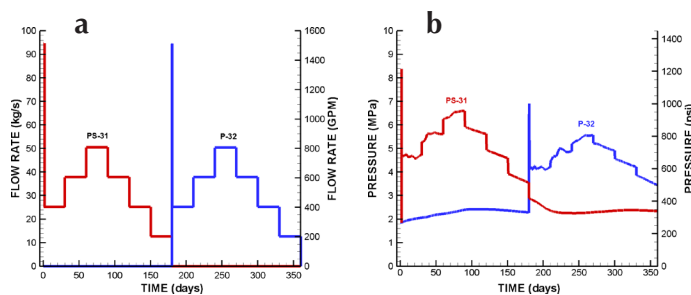 a
b
100
90
80
70
60
50
40
30
20
10
0
FLOW RATE (kg/s)
PS-31
P-32
1600
1400
1200
1000
800
600
400
200
0
FLOW RATE (GPM)
0 50 100 150 200 250 300 350
TIME (days)
10
9
8
7
6
5
4
3
2
1
0
PRESSURE (MPa)
PS-31
P-32
1400
1200
1000
800
600
400
200
0
PRESSURE (psi)
0 50 100 150 200 250 300 350
TIME (days)